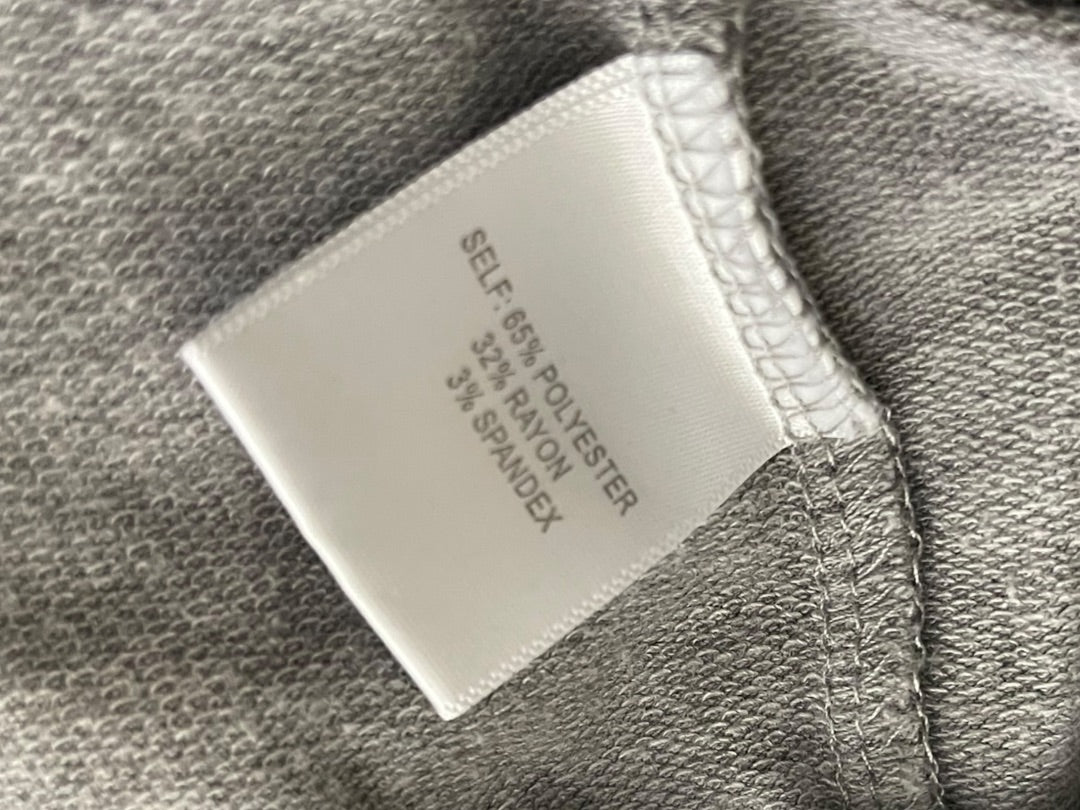 SELF: 65% POLYESTER
32% RAYON
3% SPANDEX